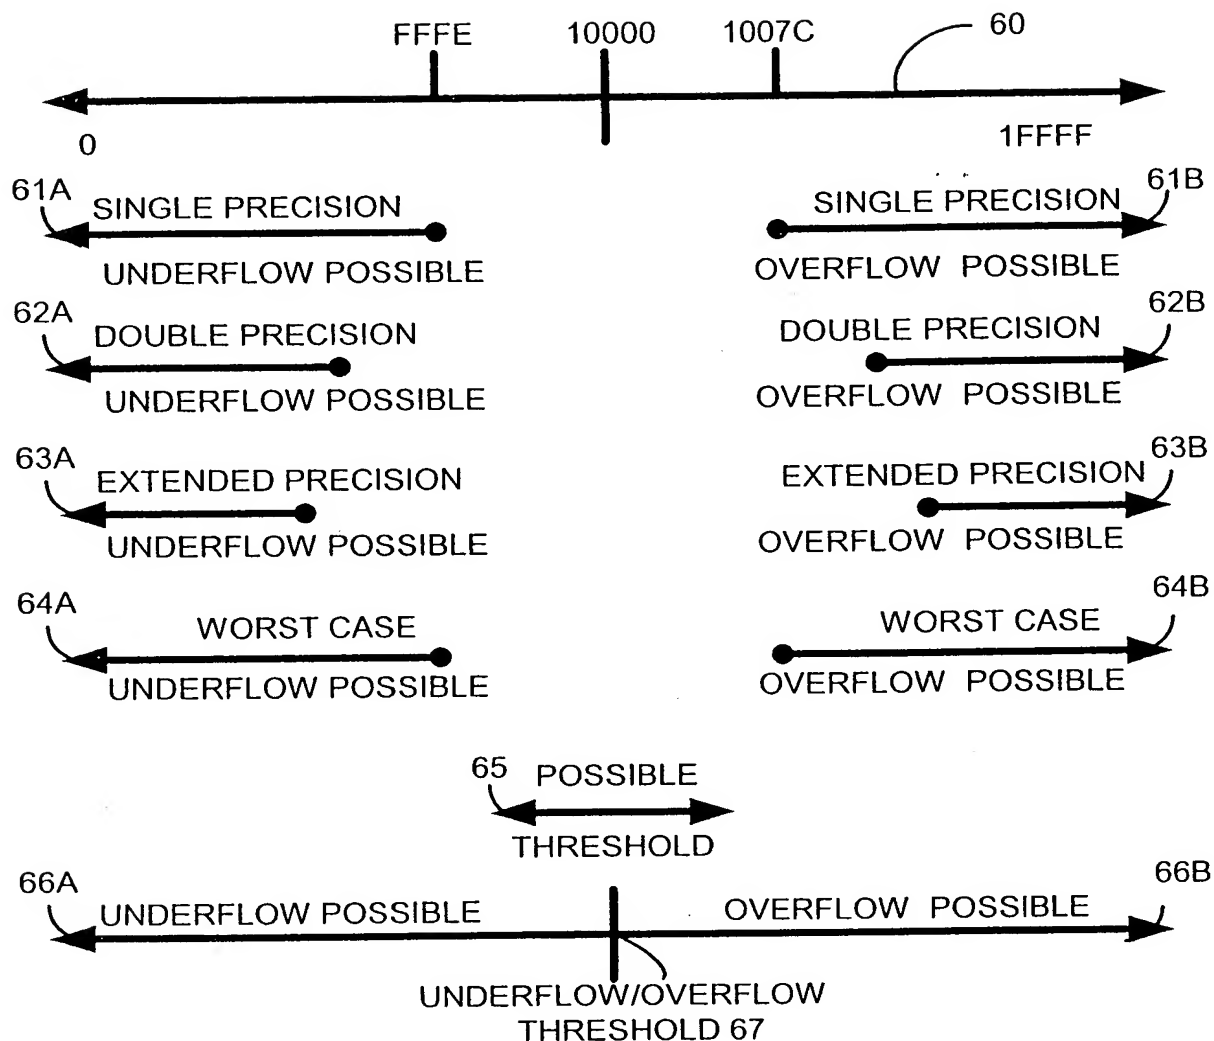 FFFE 10000 1007C 60
0 1FFFF
61A SINGLE PRECISION SINGLE PRECISION 61B
UNDERFLOW POSSIBLE OVERFLOW POSSIBLE
62A DOUBLE PRECISION DOUBLE PRECISION 62B
UNDERFLOW POSSIBLE OVERFLOW POSSIBLE
63A EXTENDED PRECISION EXTENDED PRECISION 63B
UNDERFLOW POSSIBLE OVERFLOW POSSIBLE
64A WORST CASE WORST CASE 64B
UNDERFLOW POSSIBLE OVERFLOW POSSIBLE
65 POSSIBLE
THRESHOLD
66A UNDERFLOW POSSIBLE OVERFLOW POSSIBLE 66B
UNDERFLOW/OVERFLOW
THRESHOLD 67